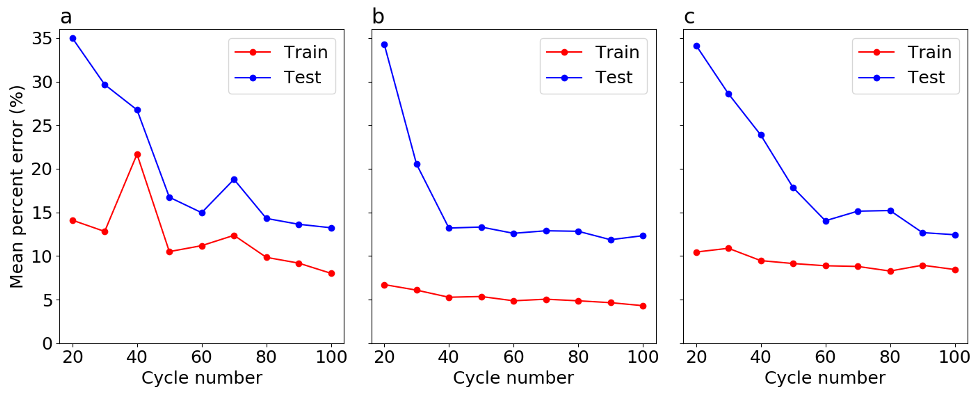 a
Train
Test
Mean percent error (%)
35
30
25
20
15
10
5
0
20 40 60 80 100
Cycle number
b
Train
Test
20 40 60 80 100
Cycle number
c
Train
Test
20 40 60 80 100
Cycle number